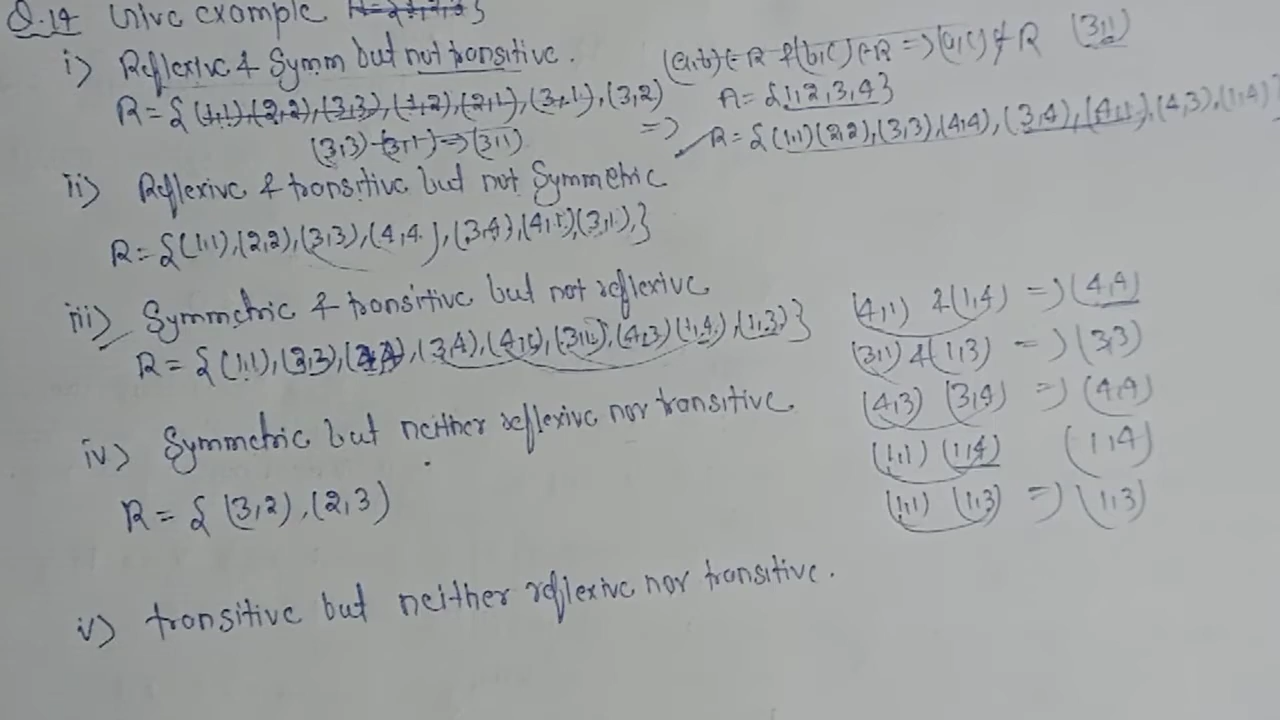 Q.14 Give example A={1,2,3}
i) Reflexive & Symm but not transitive.
(a,b)∈R &(b,c)∈R => (a,c)∉R (3,1)
R={(1,1),(2,2),(3,3),(1,2),(2,1),(3,1),(3,2) A={1,2,3,4}
(3,3)-(3,1)=>(3,1) => R={(1,1)(2,2),(3,3),(4,4),(3,4),(4,1),(4,3),(1,4)}
ii) Reflexive & transitive but not Symmetric
R={(1,1),(2,2),(3,3),(4,4),(3,4),(4,1),(3,1),}
iii) Symmetric & transitive but not reflexive
R={(1,1),(3,3),(4,4),(3,4),(4,1),(3,1),(4,3)(1,4),(1,3)}
(4,1) &(1,4) =>(4,4)
(3,1) &(1,3) =>(3,3)
(4,3) (3,4) =>(4,4)
(1,1) (1,4) (1,4)
(1,1) (1,3) =>(1,3)
iv) Symmetric but neither reflexive nor transitive
R={(3,2),(2,3)
v) transitive but neither reflexive nor transitive.